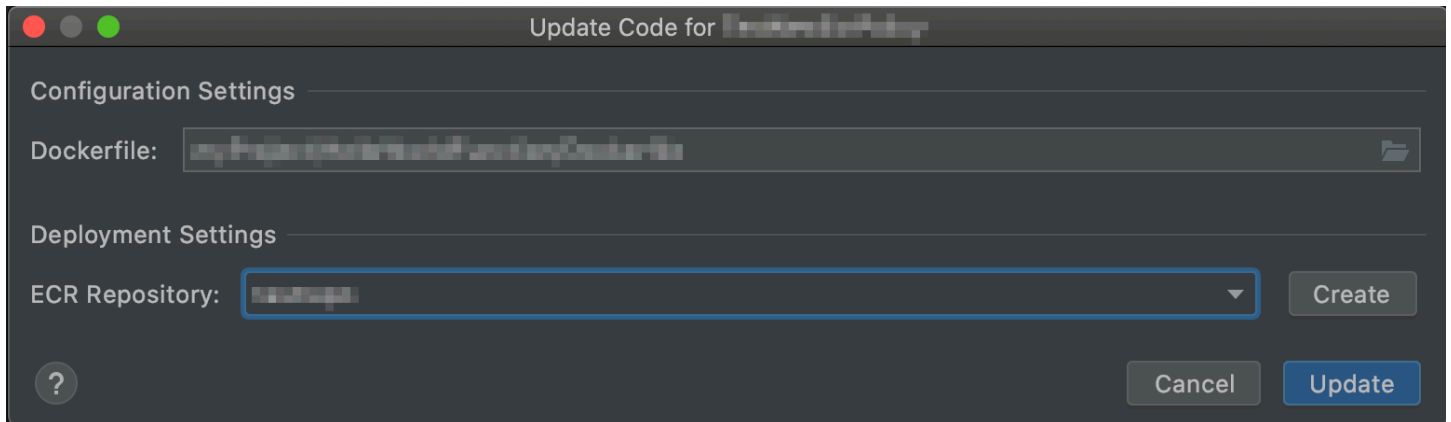 Update Code for
Configuration Settings
Dockerfile:
Deployment Settings
ECR Repository:
Create
?
Cancel
Update